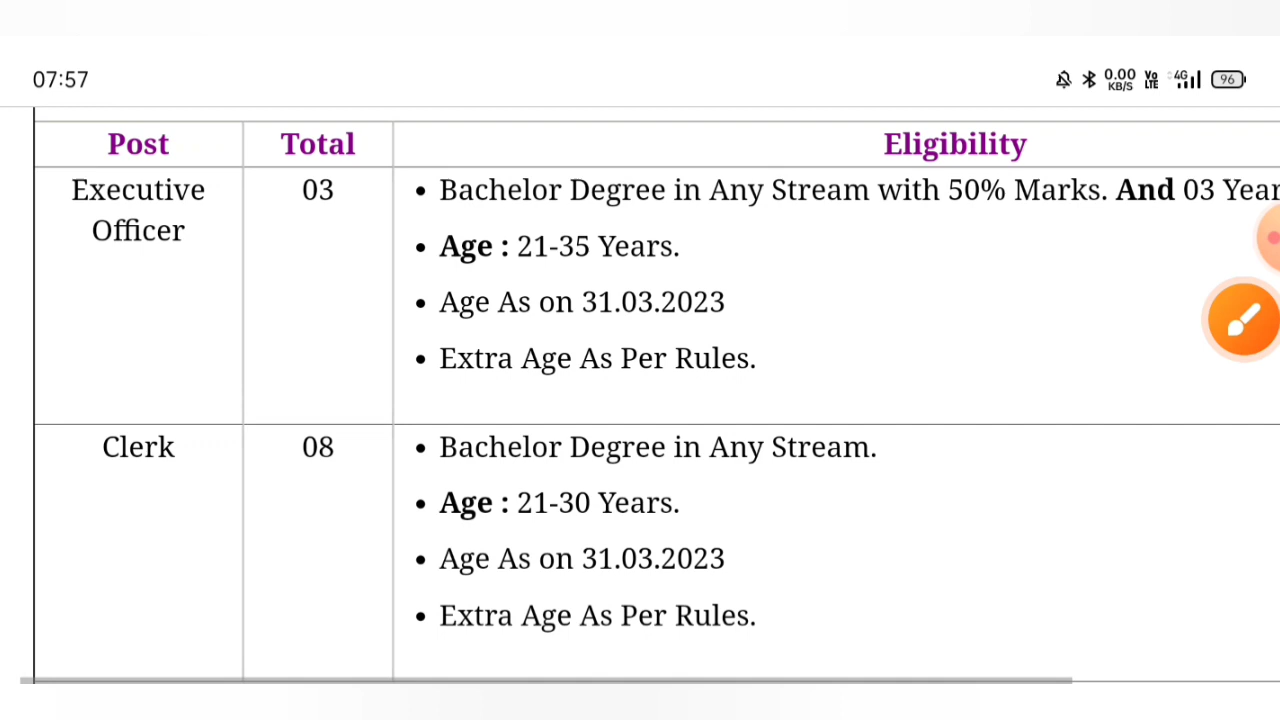 07:57
0.00 KB/S Vo LTE 4G 96
Post Total Eligibility
Executive Officer 03
• Bachelor Degree in Any Stream with 50% Marks. And 03 Year
• Age : 21-35 Years.
• Age As on 31.03.2023
• Extra Age As Per Rules.
Clerk 08
• Bachelor Degree in Any Stream.
• Age : 21-30 Years.
• Age As on 31.03.2023
• Extra Age As Per Rules.